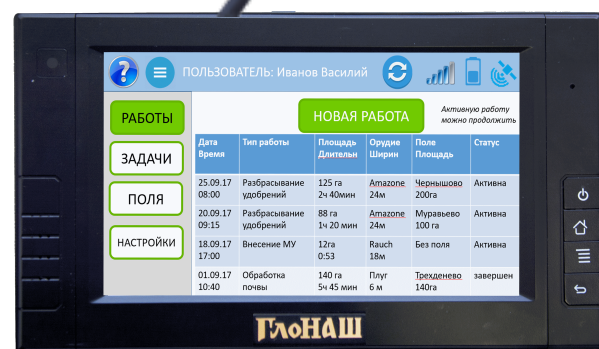 ?
ПОЛЬЗОВАТЕЛЬ: Иванов Василий
РАБОТЫ
ЗАДАЧИ
ПОЛЯ
НАСТРОЙКИ
НОВАЯ РАБОТА
Активную работу
можно продолжить
Дата Время Тип работы Площадь Длительн Орудие Ширин Поле Площадь Статус
25.09.17 08:00 Разбрасывание удобрений 125 га 2ч 40мин Amazone 24м Чернышово 200га Активна
20.09.17 09:15 Разбрасывание удобрений 88 га 1ч 20 мин Amazone 24м Муравьево 100 га Активна
18.09.17 17:00 Внесение МУ 12га 0:53 Rauch 18м Без поля Активна
01.09.17 10:40 Обработка почвы 140 га 5ч 45 мин Плуг 6 м Трехденево 140га завершен
ГлоНАШ